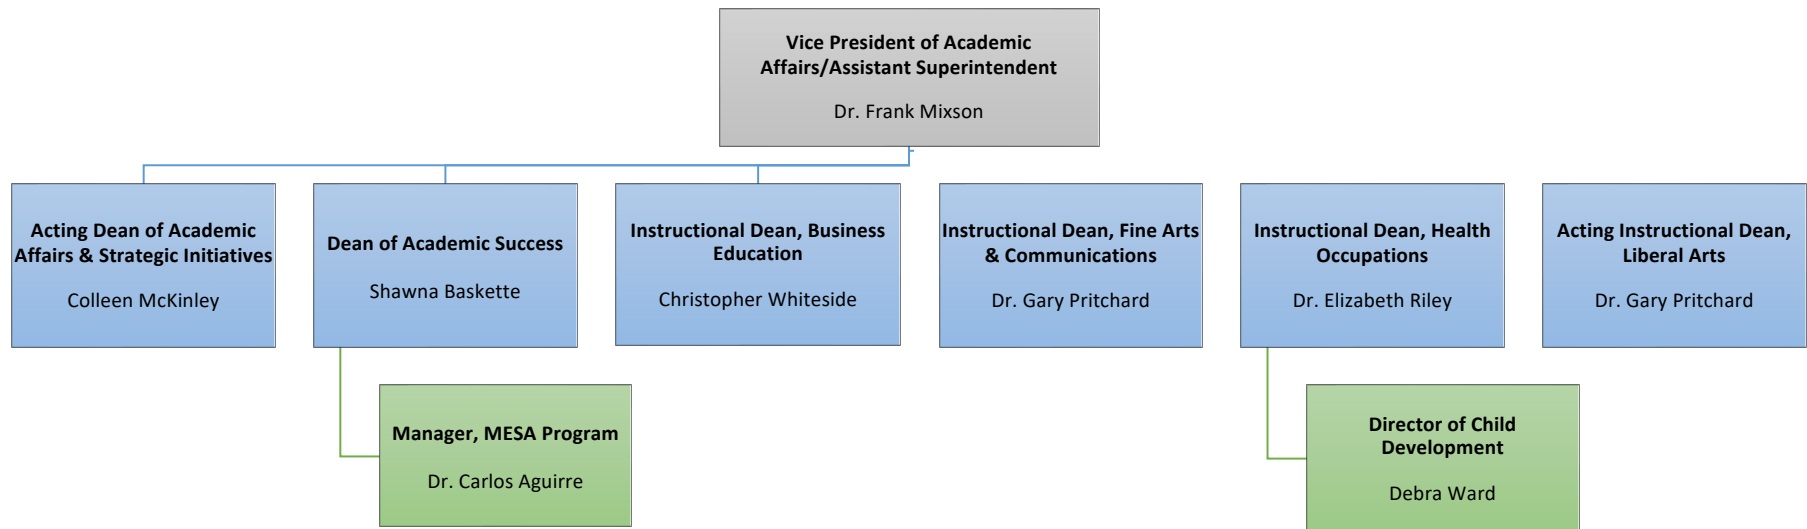 Vice President of Academic
Affairs/Assistant Superintendent
Dr. Frank Mixson
Acting Dean of Academic
Affairs & Strategic Initiatives
Colleen McKinley
Dean of Academic Success
Shawna Baskette
Instructional Dean, Business
Education
Christopher Whiteside
Instructional Dean, Fine Arts
& Communications
Dr. Gary Pritchard
Instructional Dean, Health
Occupations
Dr. Elizabeth Riley
Acting Instructional Dean,
Liberal Arts
Dr. Gary Pritchard
Manager, MESA Program
Dr. Carlos Aguirre
Director of Child
Development
Debra Ward